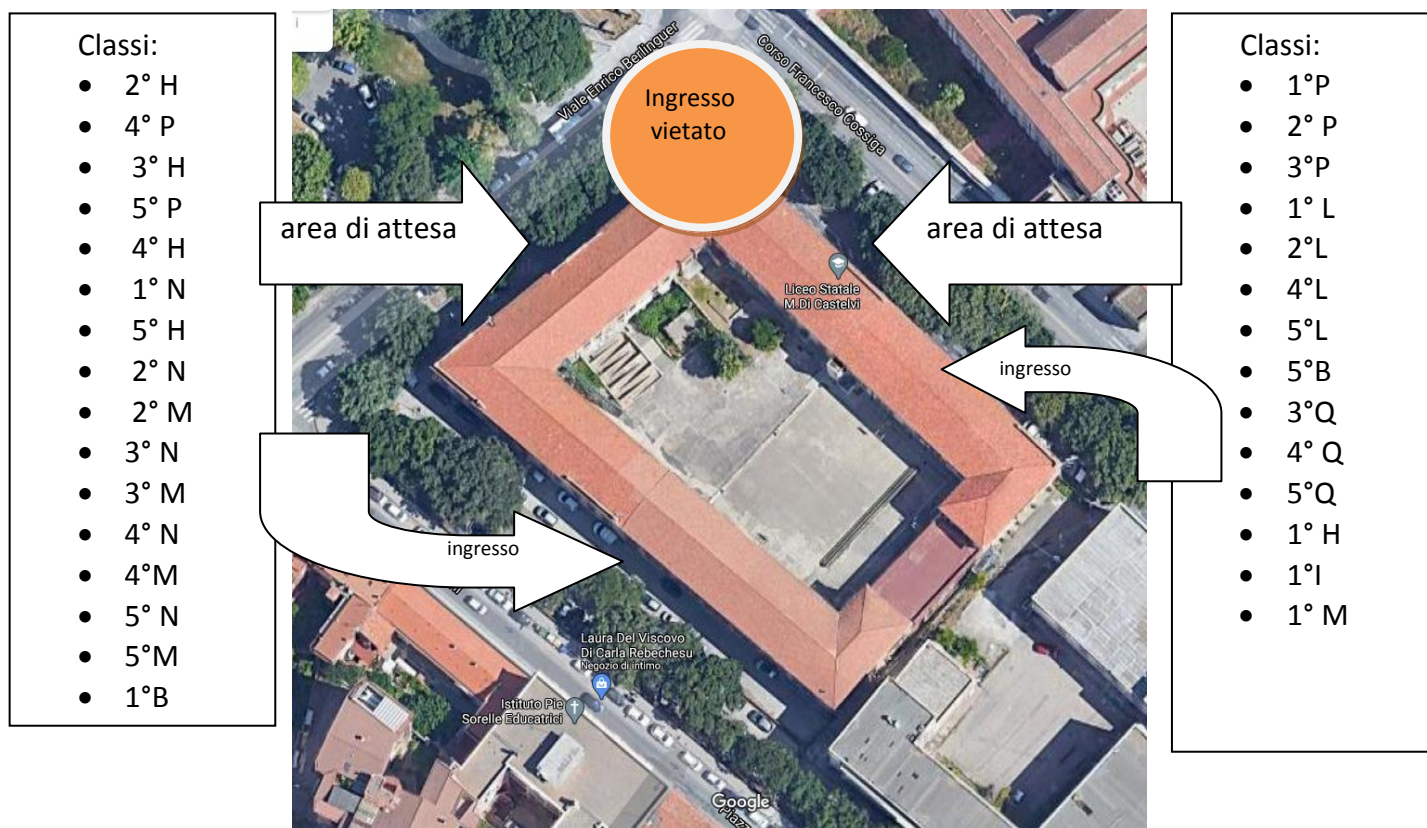 Classi:
2° H
4° P
3° H
5° P
4° H
1° N
5° H
2° N
2° M
3° N
3° M
4° N
4°M
5° N
5°M
1°B
Ingresso
vietato
Viale Enrico Berlinguer
Corso Francesco Cossiga
area di attesa
area di attesa
Liceo Statale
M.Di Castelvì
ingresso
ingresso
Laura Del Viscovo
Di Carla Rebechesu
Negozio di intimo
Istituto Pie
Sorelle Educatrici
Google
Classi:
1°P
2° P
3°P
1° L
2°L
4°L
5°L
5°B
3°Q
4° Q
5°Q
1° H
1°I
1° M